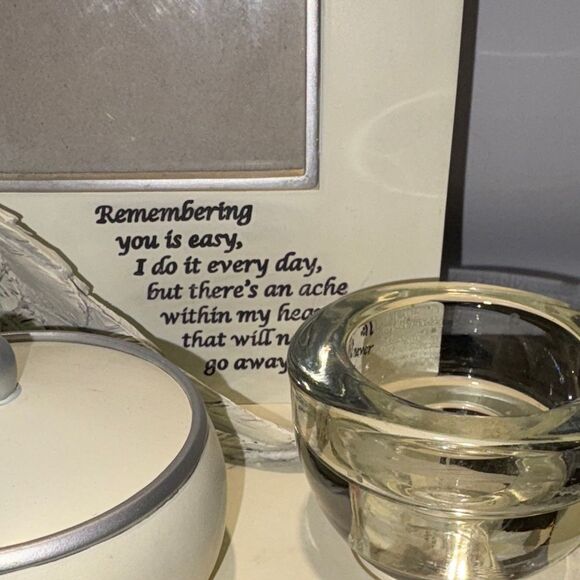 Remembering
you is easy,
I do it every day,
but there's an ache
within my
that will
go away